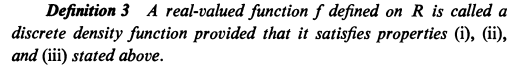 Definition 3 A real-valued function f defined on R is called a
discrete density function provided that it satisfies properties (i), (ii),
and (iii) stated above.